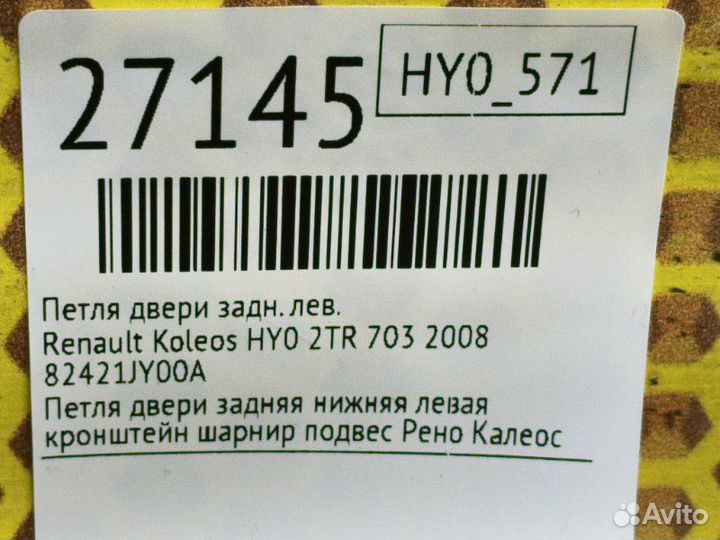 27145
HY0_571
Петля двери задн. лев.
Renault Koleos HY0 2TR 703 2008
82421JY00A
Петля двери задняя нижняя левая
кронштейн шарнир подвес Рено Калеос
Avito